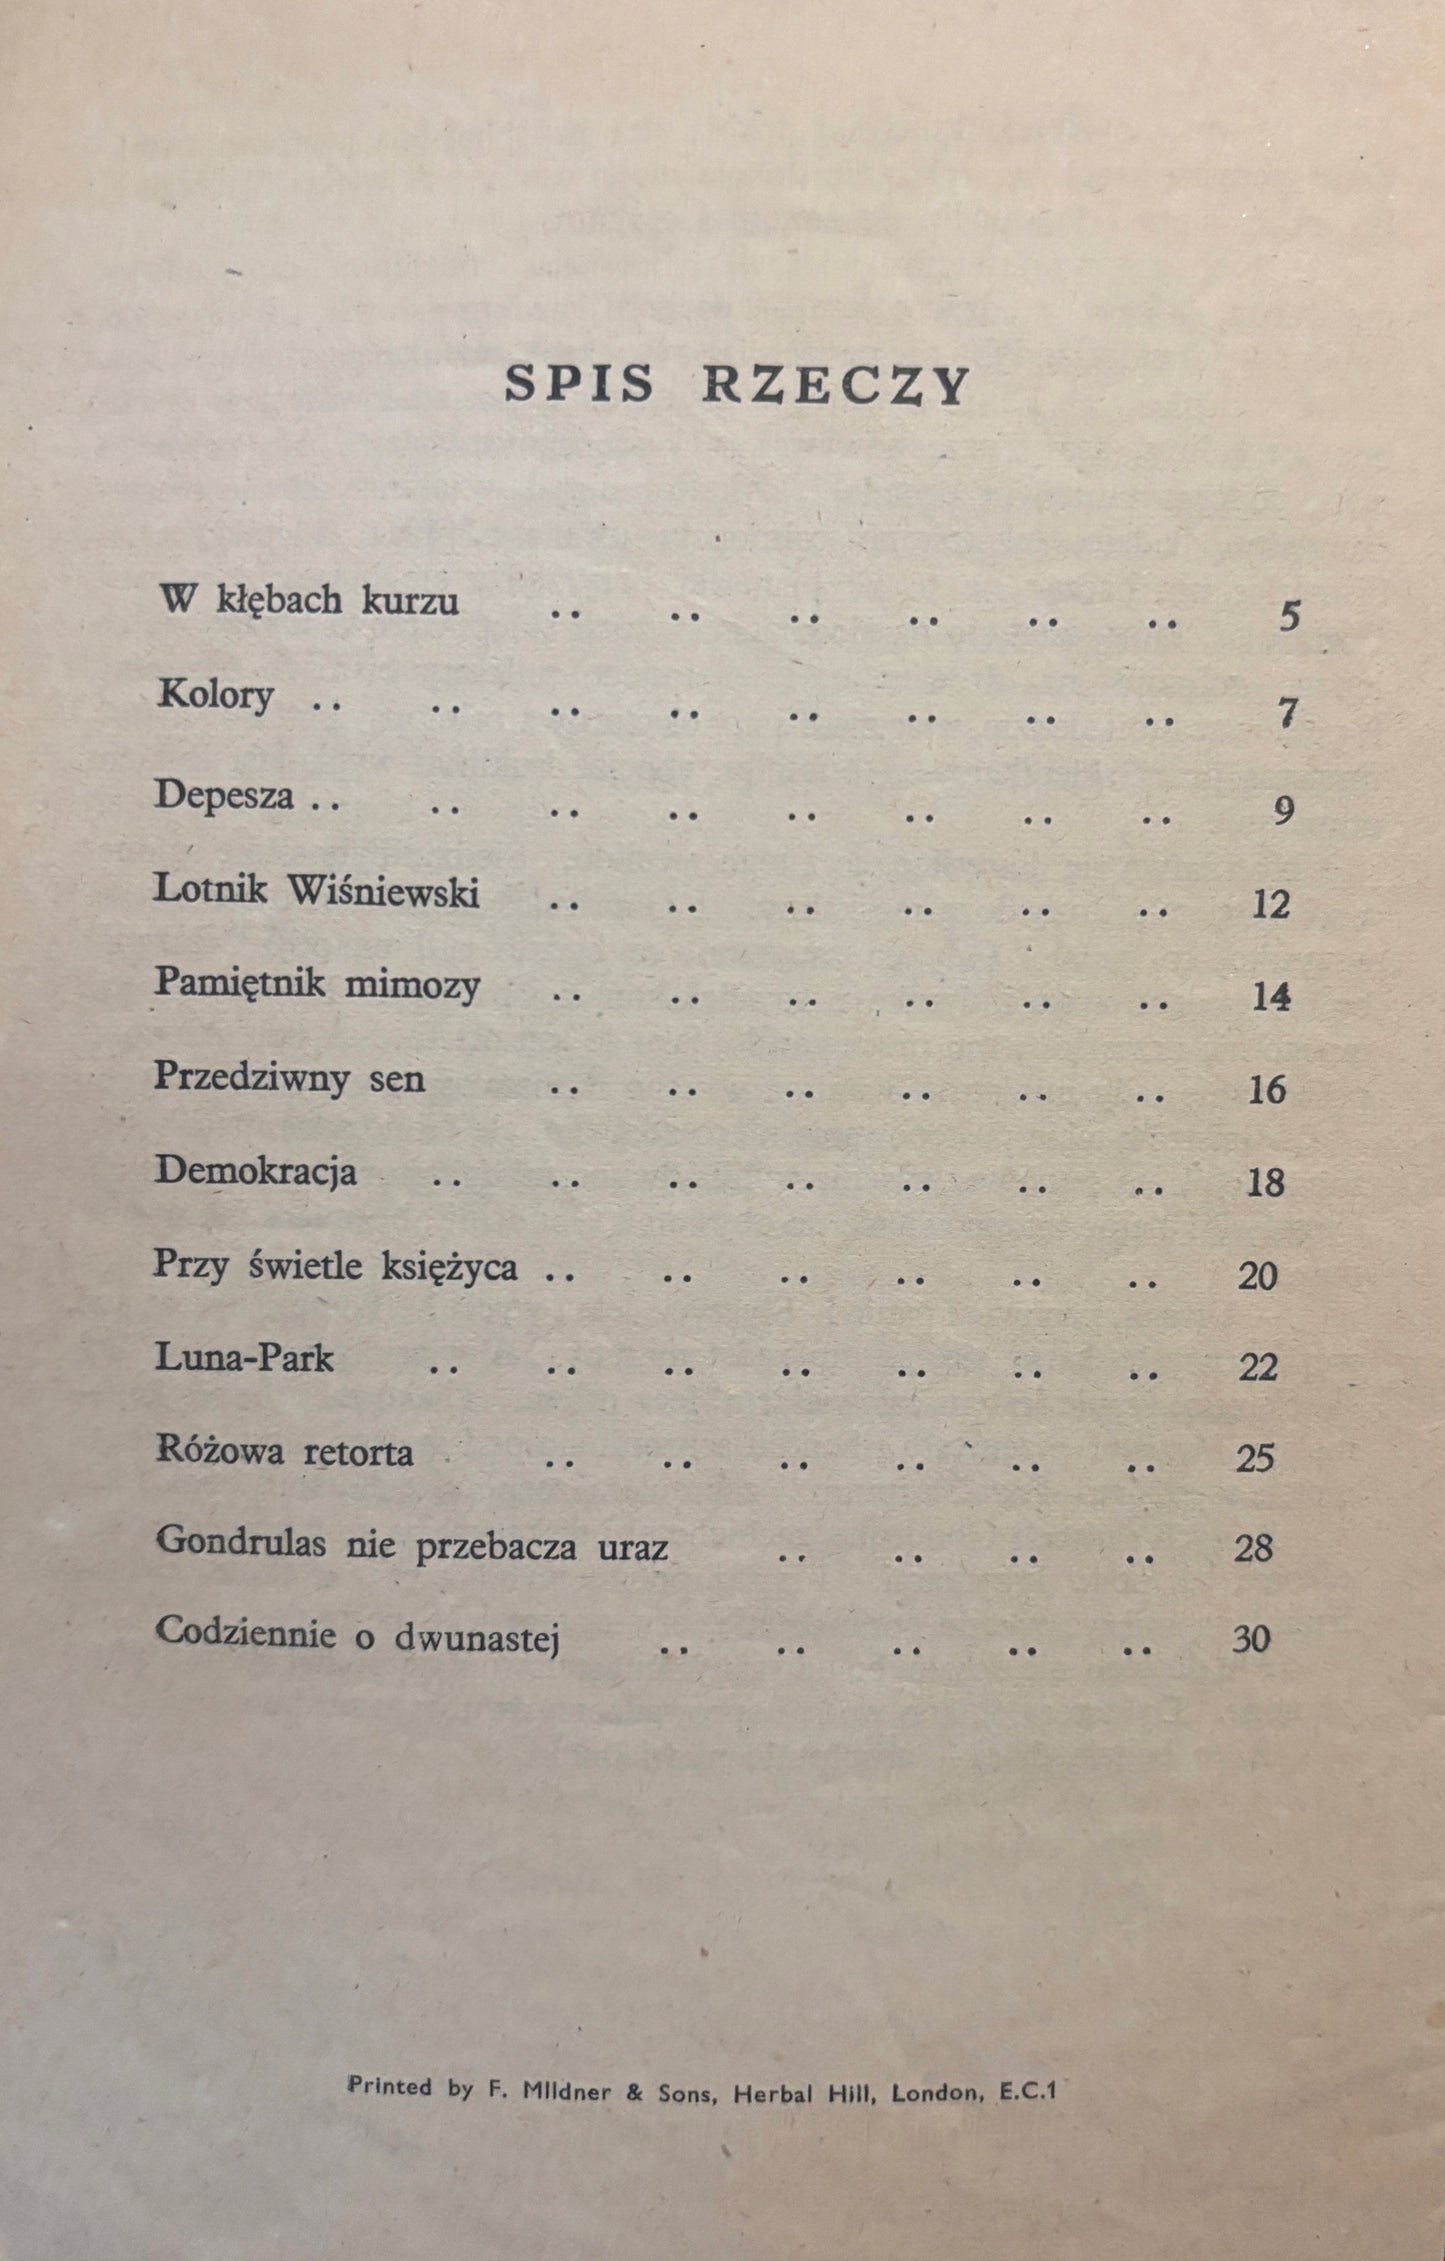 SPIS RZECZY
W kłębach kurzu .. .. .. .. .. .. 5
Kolory .. .. .. .. .. .. .. .. 7
Depesza .. .. .. .. .. .. .. .. 9
Lotnik Wiśniewski .. .. .. .. .. .. 12
Pamiętnik mimozy .. .. .. .. .. .. 14
Przedziwny sen .. .. .. .. .. .. 16
Demokracja .. .. .. .. .. .. .. 18
Przy świetle księżyca .. .. .. .. .. .. 20
Luna-Park .. .. .. .. .. .. .. 22
Różowa retorta .. .. .. .. .. .. 25
Gondrulas nie przebacza uraz .. .. .. .. 28
Codziennie o dwunastej .. .. .. .. .. 30
Printed by F. Mildner & Sons, Herbal Hill, London, E.C.1